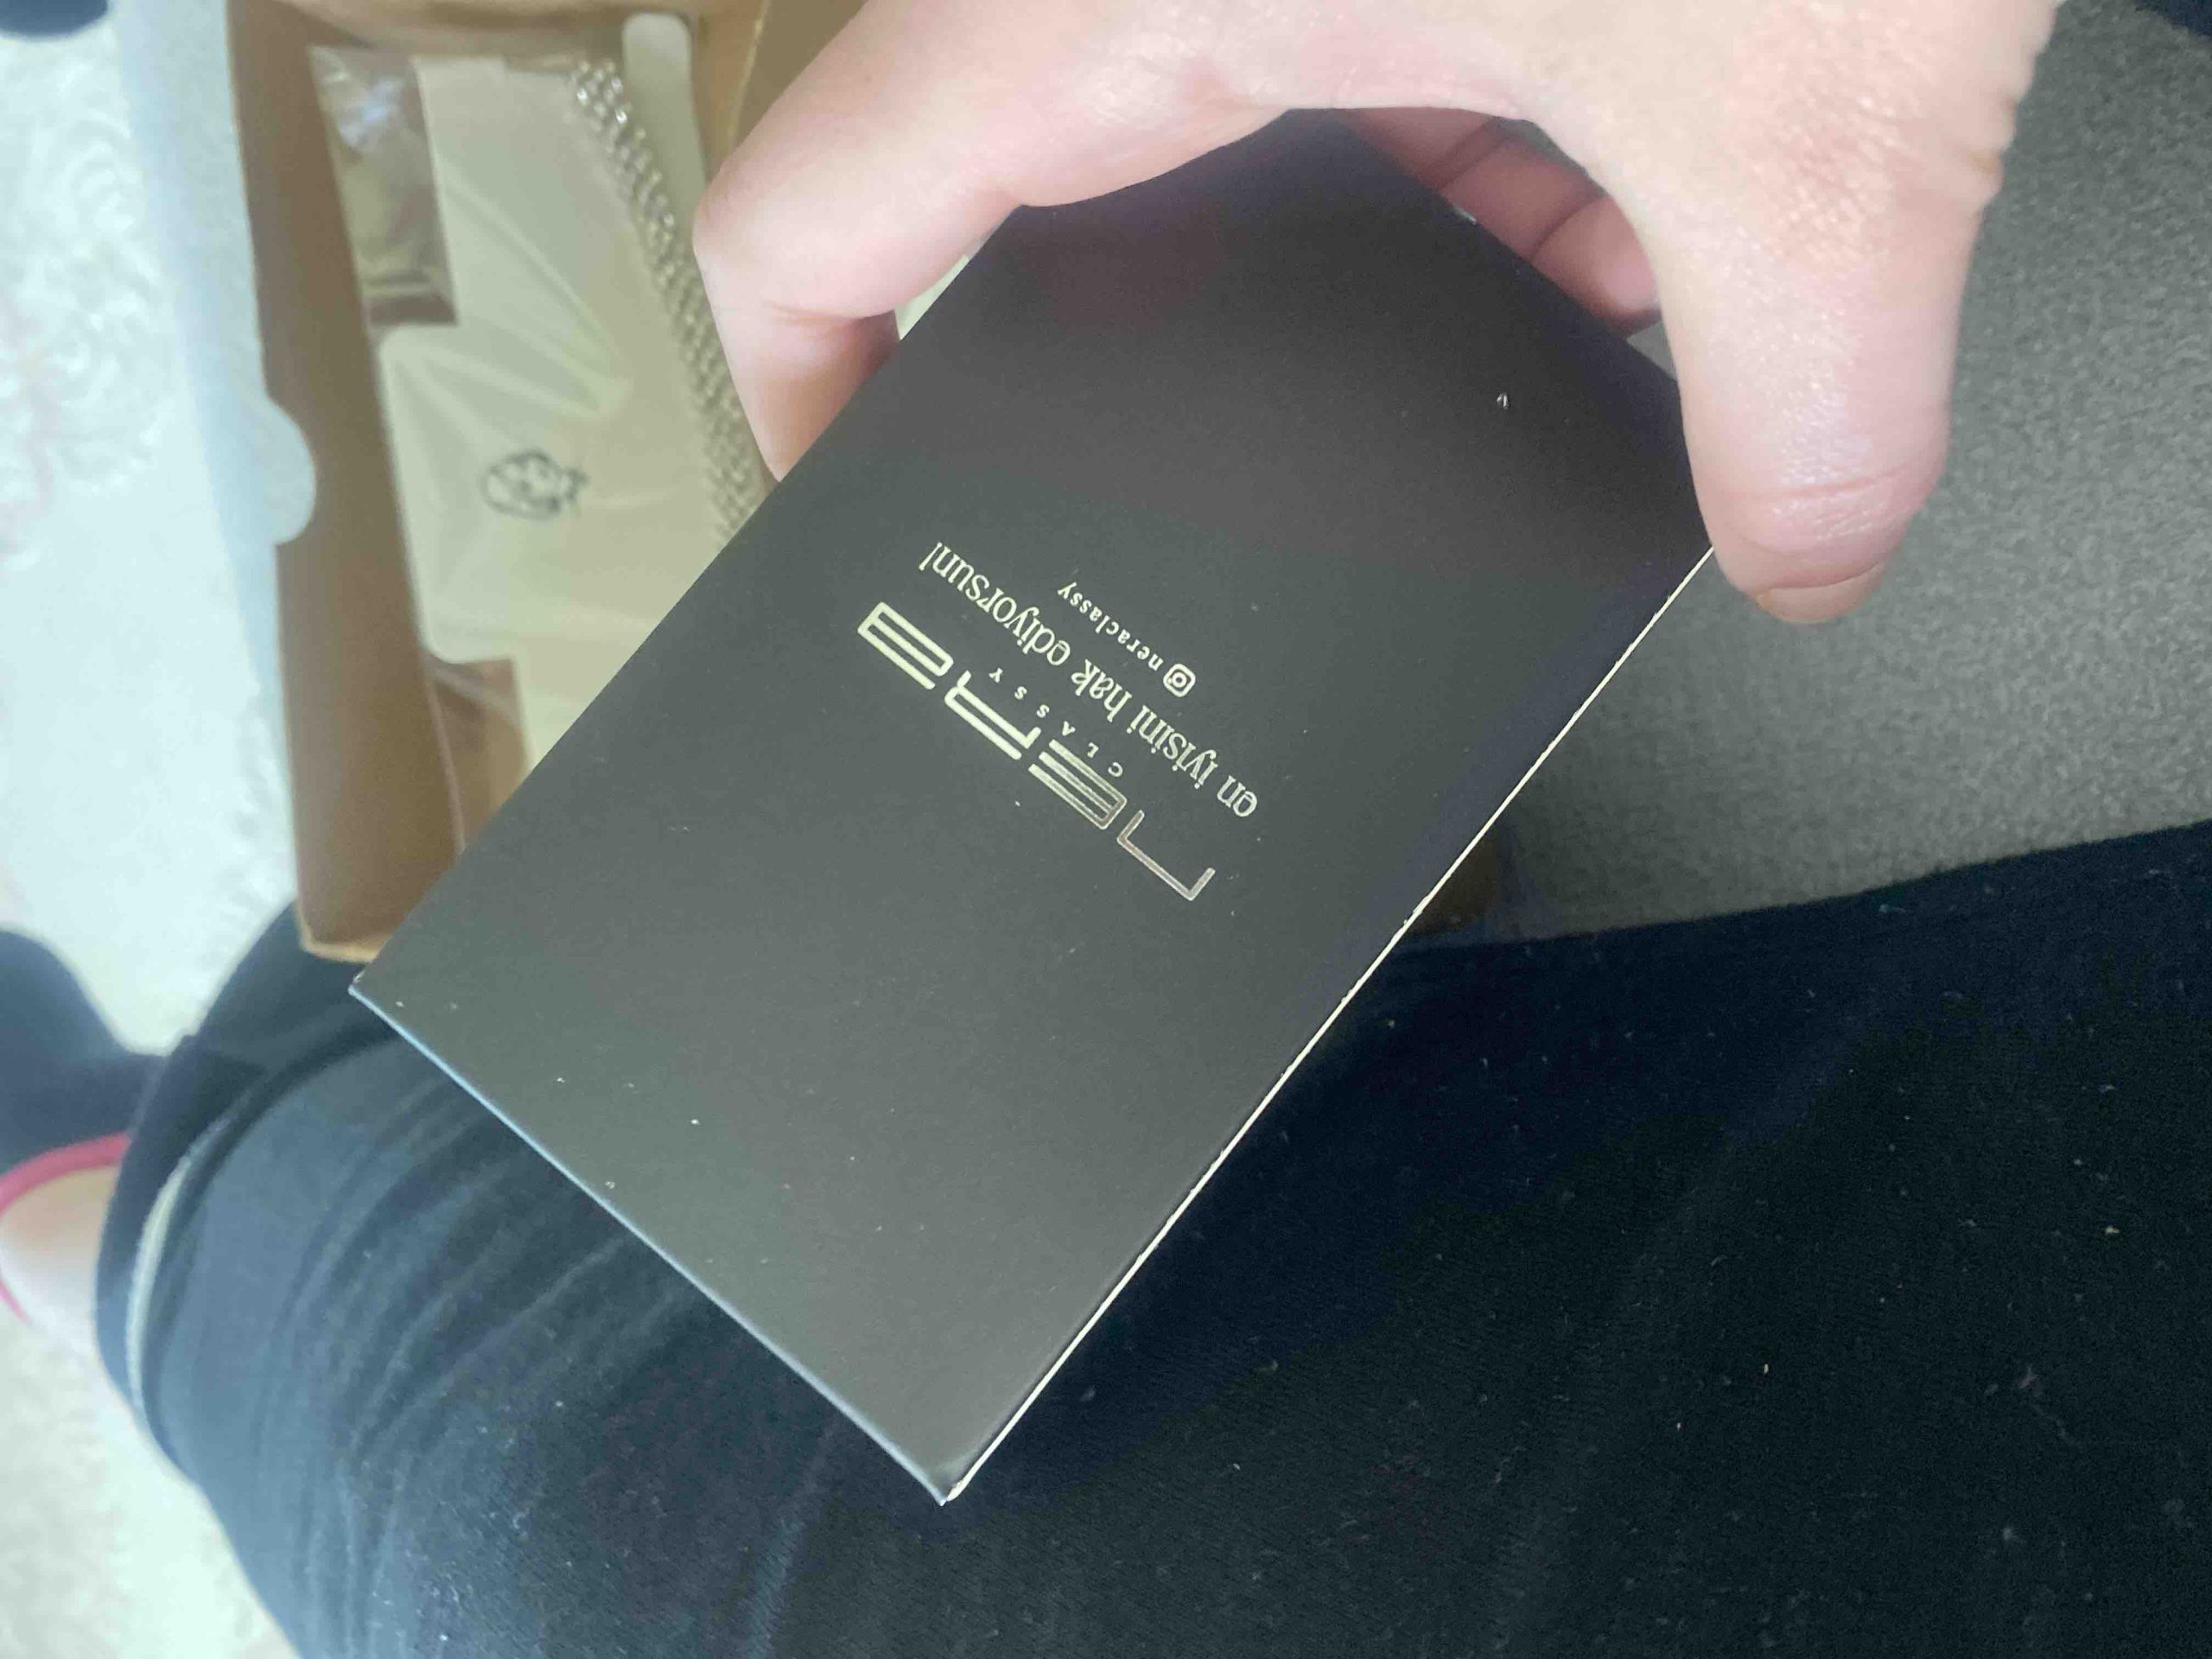 NERA
CLASSY
en iyisini hak ediyorsun!
neraclassy